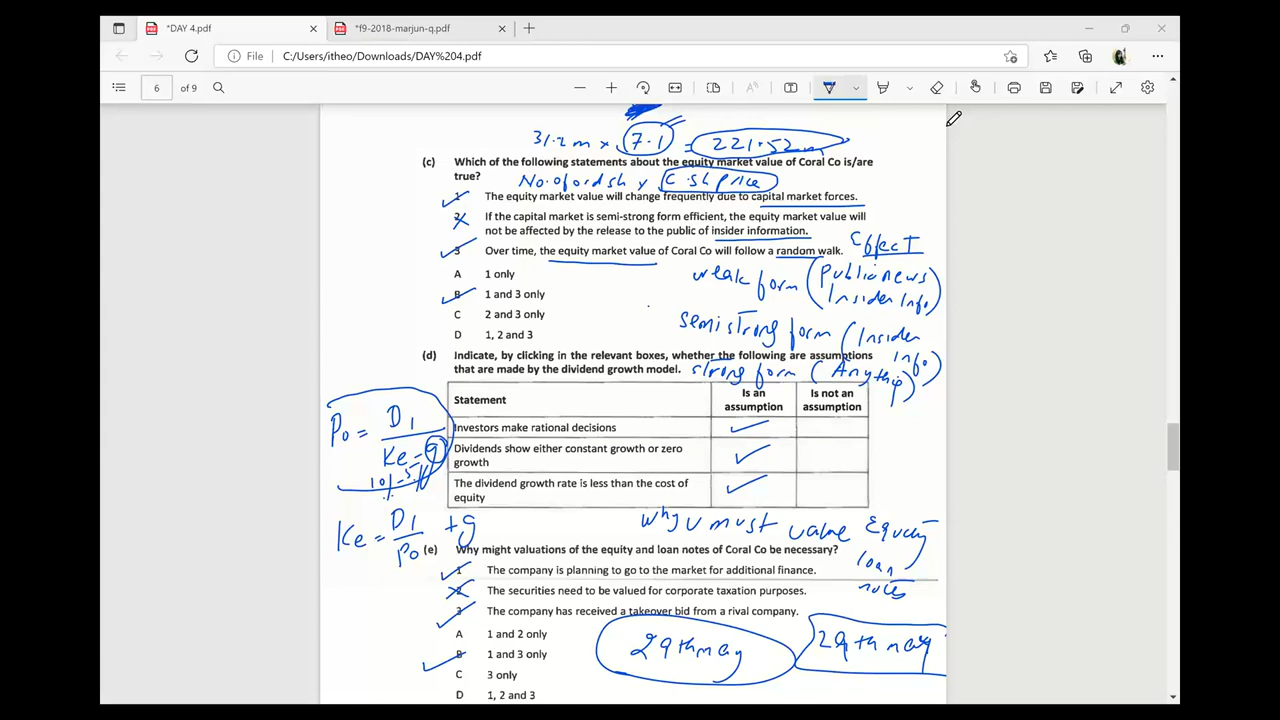 *DAY 4.pdf
*f9-2018-marjun-q.pdf
File C:/Users/itheo/Downloads/DAY%204.pdf
6 of 9
31.2 m x 7.1 = 221.52m
(c) Which of the following statements about the equity market value of Coral Co is/are
true?
No. of ord sh x C.sh price
1 The equity market value will change frequently due to capital market forces.
2 If the capital market is semi-strong form efficient, the equity market value will
not be affected by the release to the public of insider information.
3 Over time, the equity market value of Coral Co will follow a random walk.
Effect
A 1 only
weak form (Public news
Insider Info)
B 1 and 3 only
C 2 and 3 only
semi strong form (Insider
Info)
D 1, 2 and 3
(d) Indicate, by clicking in the relevant boxes, whether the following are assumptions
that are made by the dividend growth model.
strong form (Anything)
Statement Is an assumption Is not an assumption
Investors make rational decisions
Dividends show either constant growth or zero
growth
The dividend growth rate is less than the cost of
equity
P0 = D1
Ke - g
10% - 5%
Ke = D1 + g
P0
why u must value Equity
loan
notes
(e) Why might valuations of the equity and loan notes of Coral Co be necessary?
1 The company is planning to go to the market for additional finance.
2 The securities need to be valued for corporate taxation purposes.
3 The company has received a takeover bid from a rival company.
A 1 and 2 only
B 1 and 3 only
C 3 only
D 1, 2 and 3
29th may
29th may